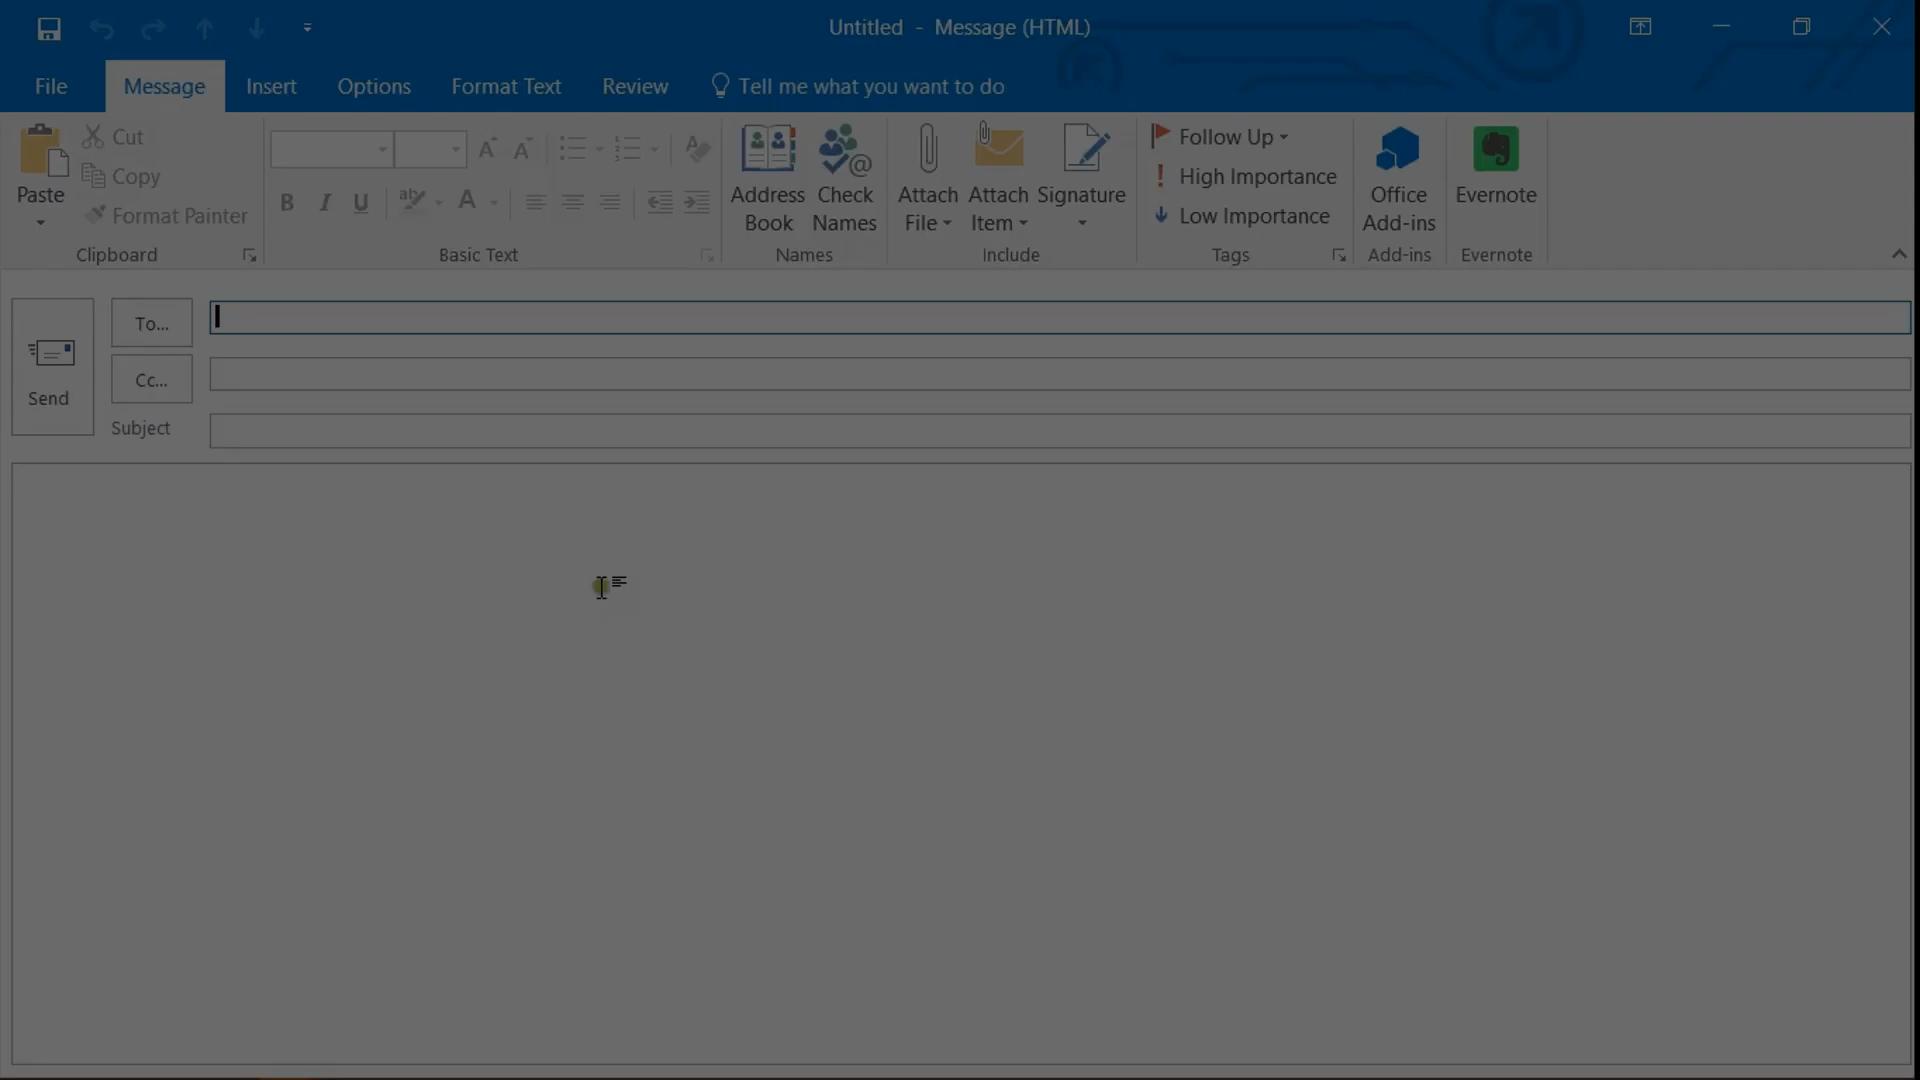 Untitled - Message (HTML)
File Message Insert Options Format Text Review Tell me what you want to do
Paste
Cut
Copy
Format Painter
Clipboard
B I U ab A
Basic Text
Address Book
Check Names
Names
Attach File
Attach Item
Signature
Include
Follow Up
High Importance
Low Importance
Tags
Office Add-ins
Add-ins
Evernote
Evernote
Send
To...
Cc...
Subject